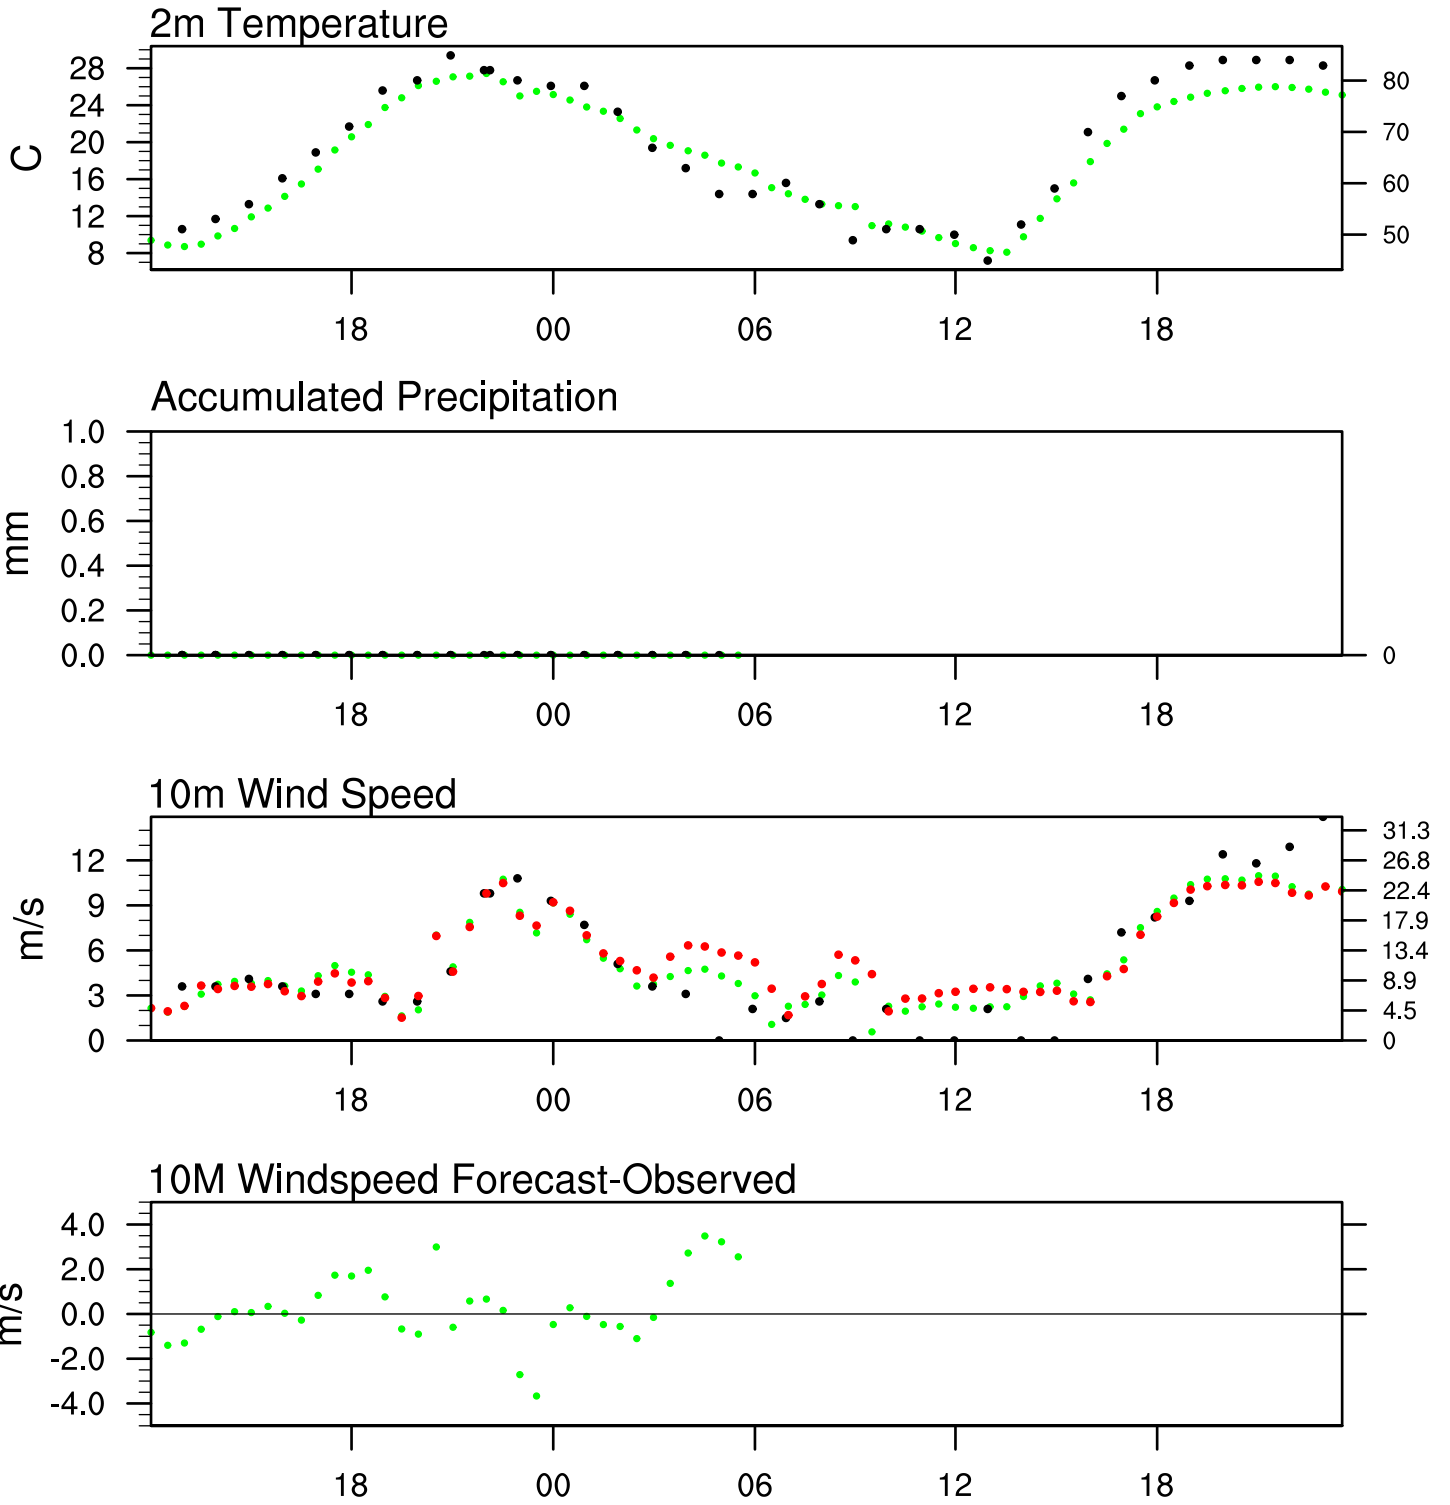 2m Temperature
28
24
20
16
12
8
C
80
70
60
50
18 00 06 12 18
Accumulated Precipitation
1.0
0.8
0.6
0.4
0.2
0.0
mm
0
18 00 06 12 18
10m Wind Speed
12
9
6
3
0
m/s
31.3
26.8
22.4
17.9
13.4
8.9
4.5
0
18 00 06 12 18
10M Windspeed Forecast-Observed
4.0
2.0
0.0
-2.0
-4.0
m/s
18 00 06 12 18